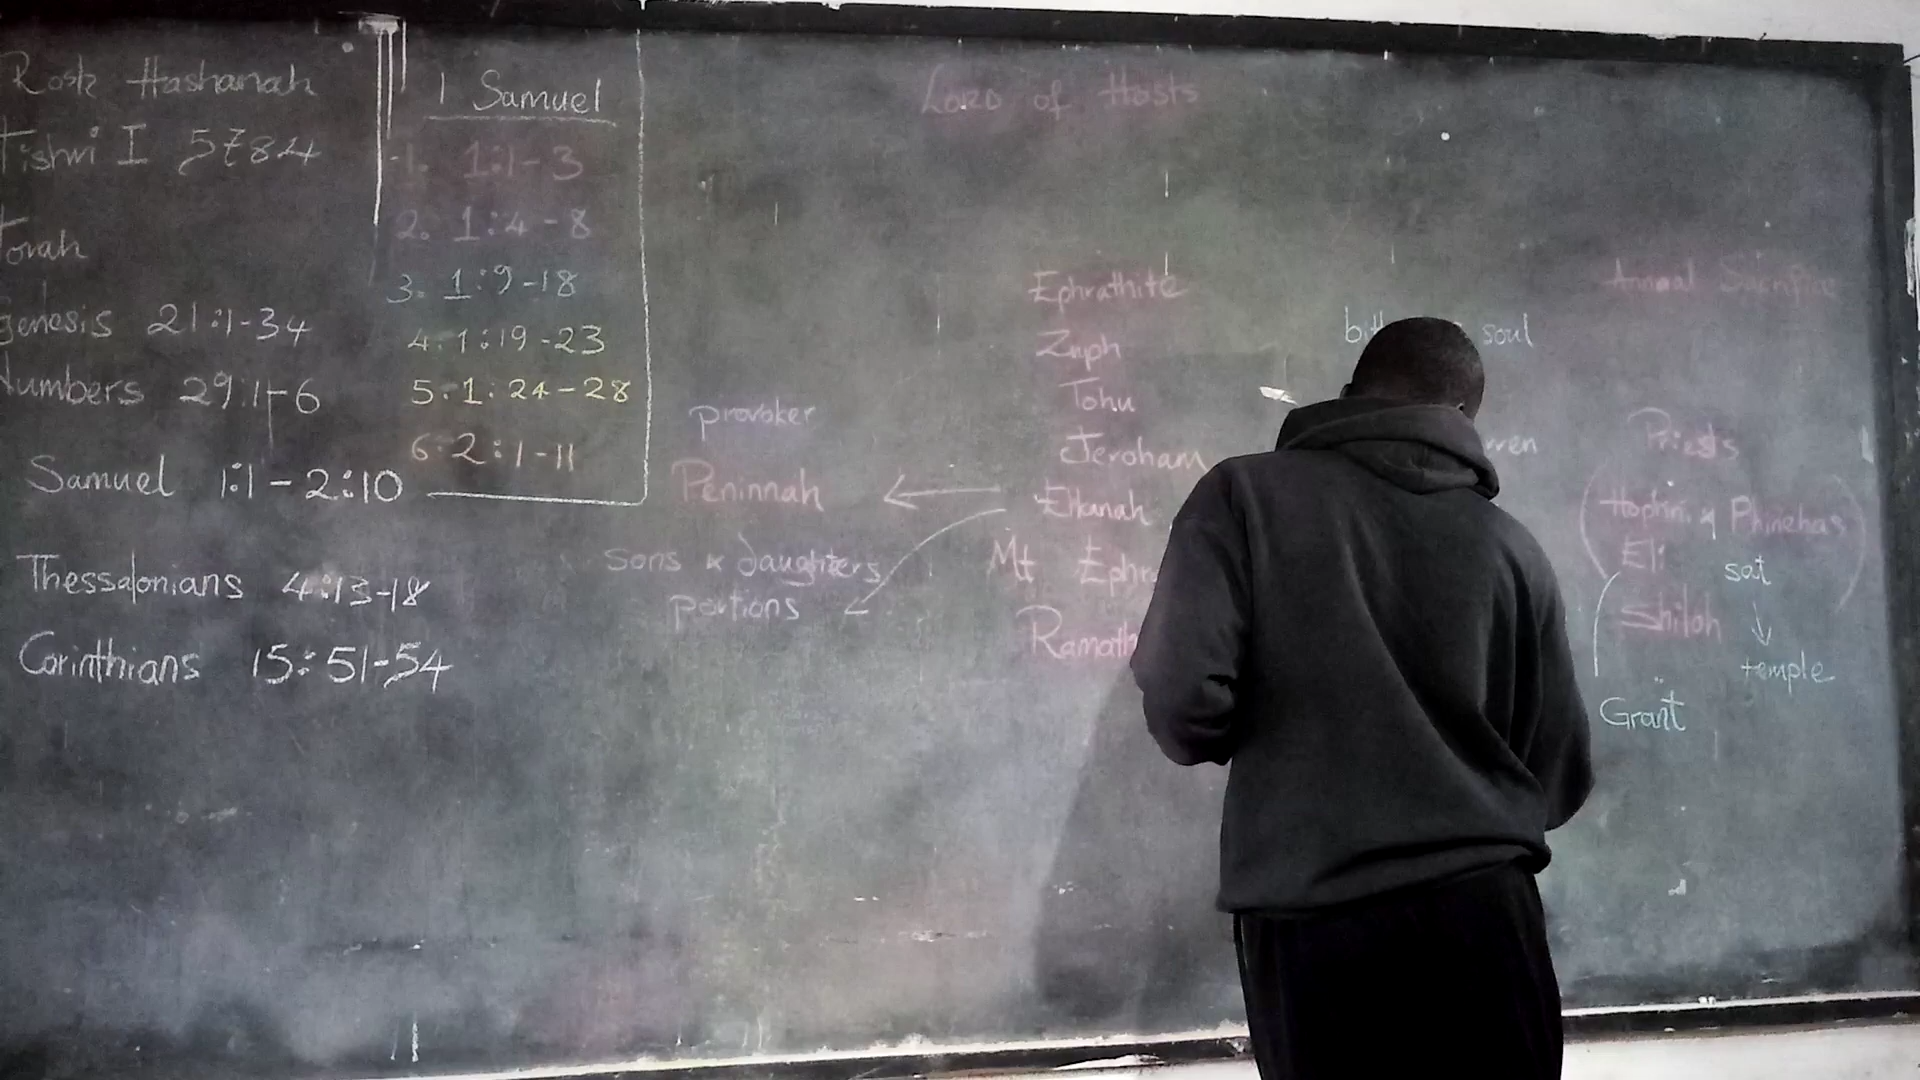 Rosh Hashanah
Tishri I 5784
Torah
Genesis 21:1-34
Numbers 29:1-6
Samuel 1:1-2:10
Thessalonians 4:13-18
Corinthians 15:51-54
1 Samuel
1. 1:1-3
2. 1:4-8
3. 1:9-18
4. 1:19-23
5. 1:24-28
6. 2:1-11
Lord of Hosts
provoker
Peninnah
sons & daughters
portions
Ephrathite
Zuph
Tohu
Jeroham
Elkanah
Mt Ephr
Ramath
soul
Annual Sacrifice
Priests
Hophni & Phinehas
Eli sat
Shiloh
temple
Grant